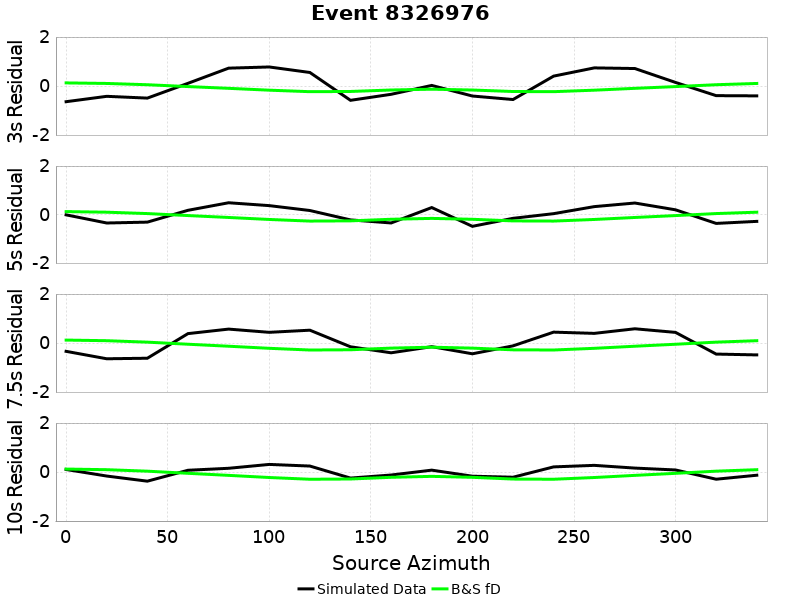 Event 8326976
3s Residual
2
0
-2
5s Residual
2
0
-2
7.5s Residual
2
0
-2
10s Residual
2
0
-2
0 50 100 150 200 250 300
Source Azimuth
Simulated Data B&S fD